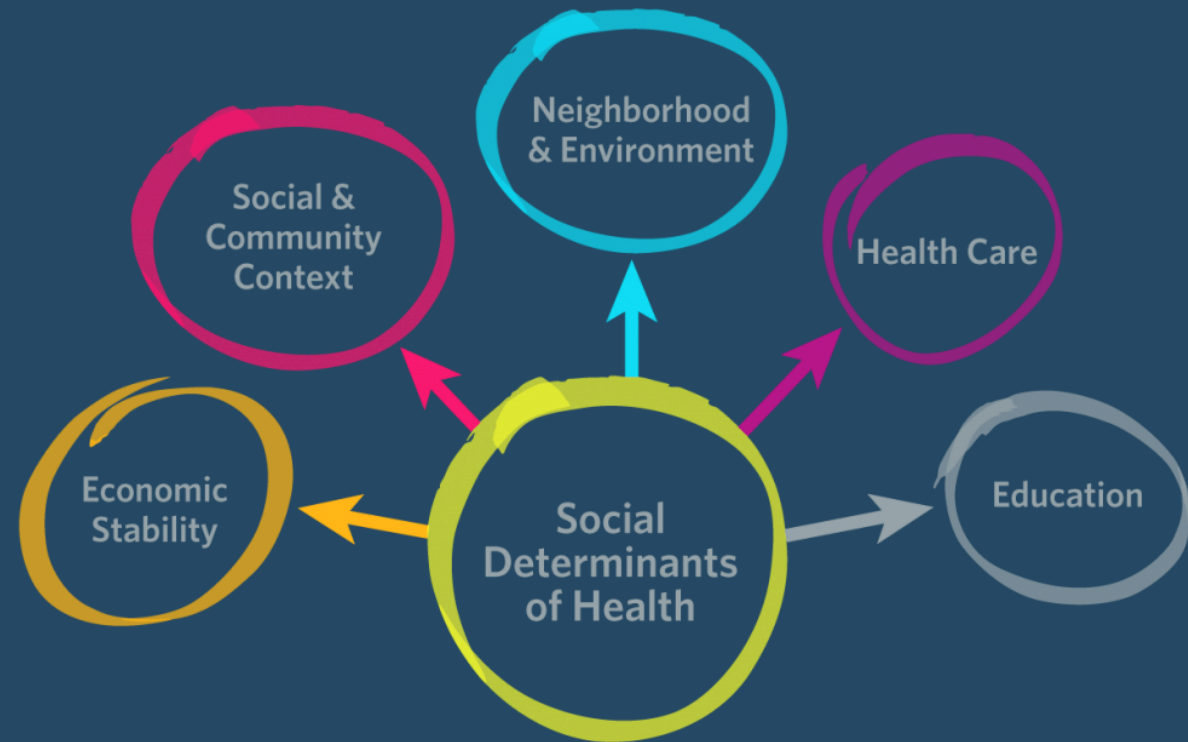 Neighborhood
& Environment
Social &
Community
Context
Health Care
Economic
Stability
Education
Social
Determinants
of Health